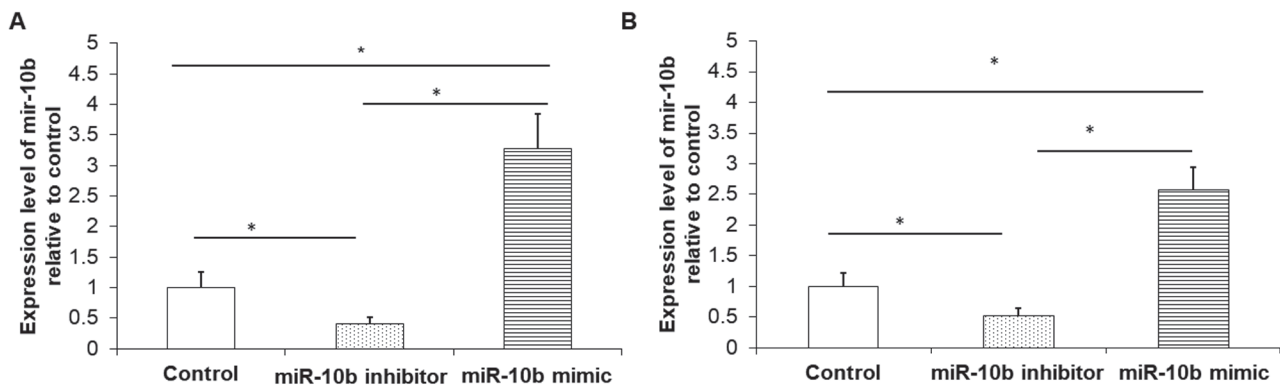 A
Expression level of mir-10b
relative to control
5
4.5
4
3.5
3
2.5
2
1.5
1
0.5
0
*
*
*
Control
miR-10b inhibitor
miR-10b mimic
B
Expression level of mir-10b
relative to control
5
4.5
4
3.5
3
2.5
2
1.5
1
0.5
0
*
*
*
Control
miR-10b inhibitor
miR-10b mimic